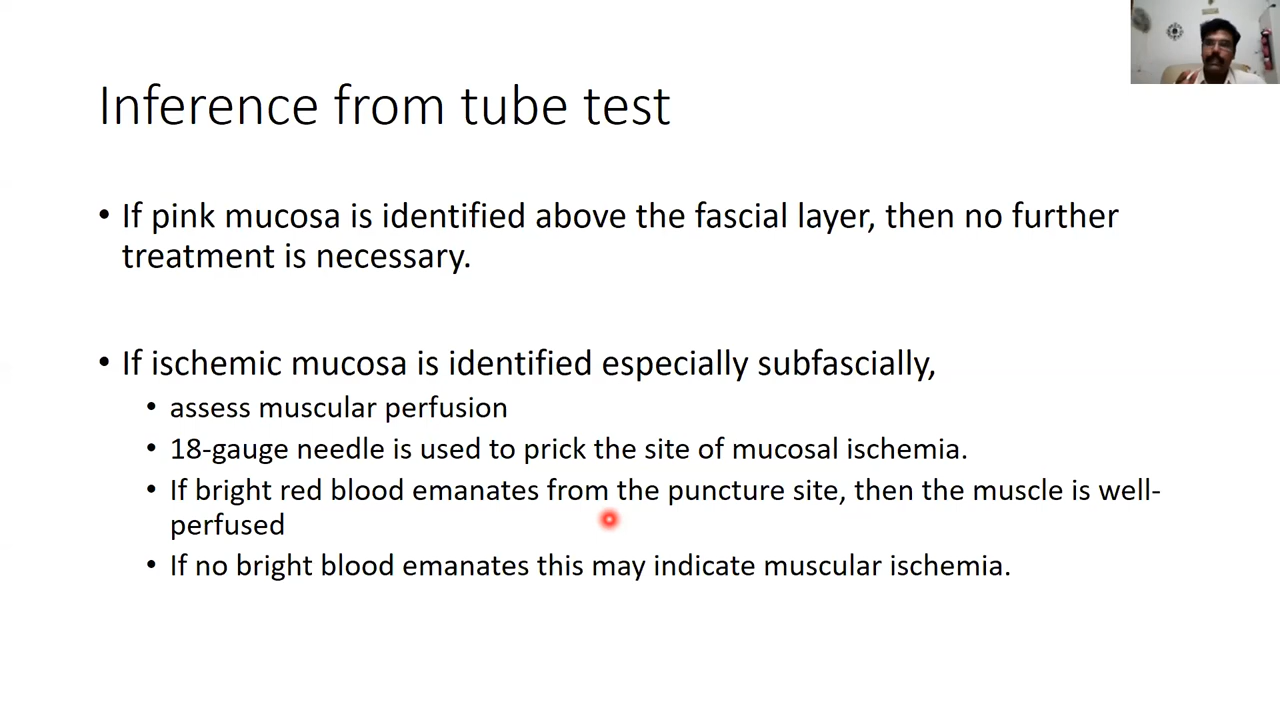 Inference from tube test
• If pink mucosa is identified above the fascial layer, then no further
treatment is necessary.
• If ischemic mucosa is identified especially subfascially,
• assess muscular perfusion
• 18-gauge needle is used to prick the site of mucosal ischemia.
• If bright red blood emanates from the puncture site, then the muscle is well-
perfused
• If no bright blood emanates this may indicate muscular ischemia.